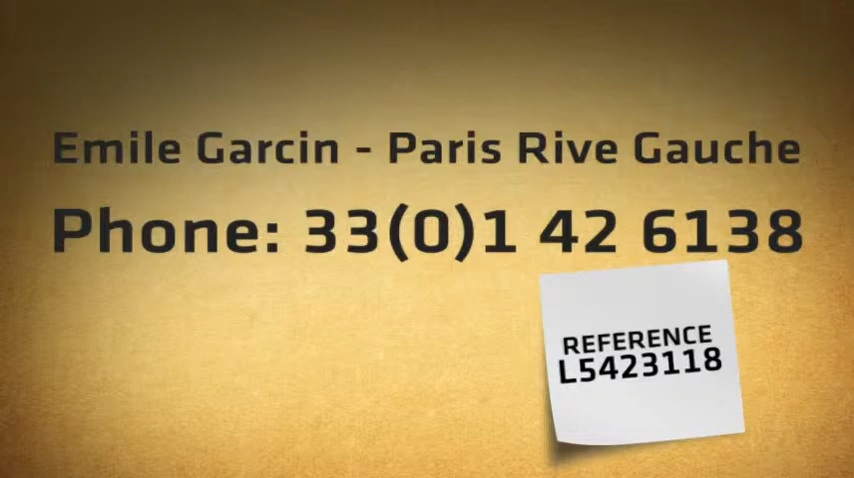 Emile Garcin - Paris Rive Gauche
Phone: 33(0)1 42 6138
REFERENCE
L5423118